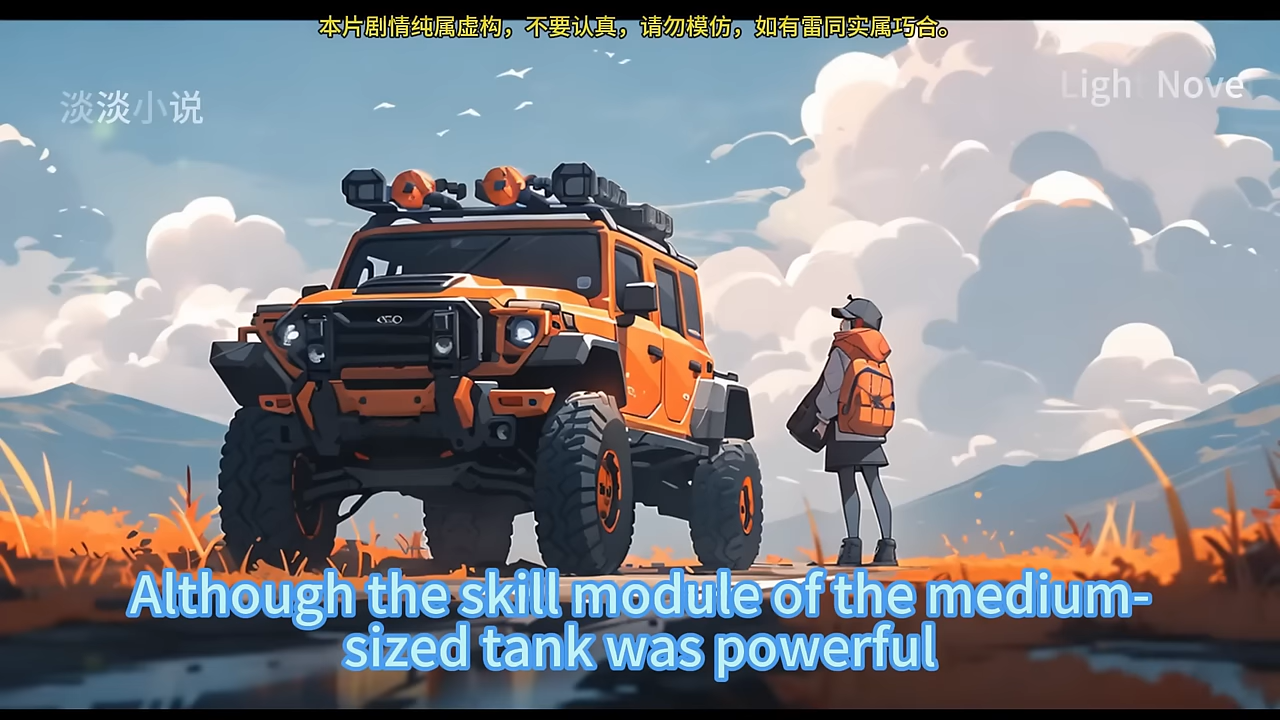 本片剧情纯属虚构，不要认真，请勿模仿，如有雷同实属巧合。
淡淡小说
Light Nove
Although the skill module of the medium-
sized tank was powerful